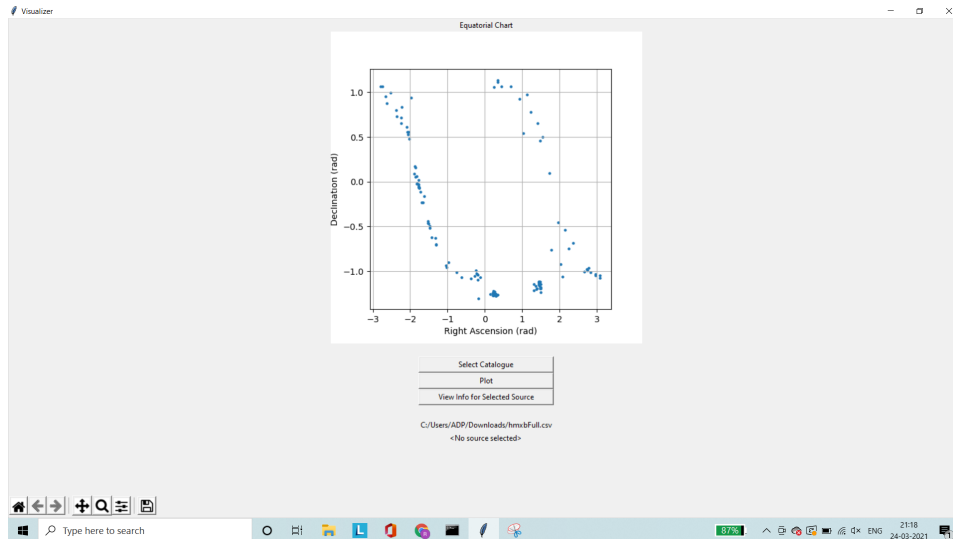 Visualizer
Equatorial Chart
1.0
0.5
0.0
−0.5
−1.0
Declination (rad)
−3 −2 −1 0 1 2 3
Right Ascension (rad)
Select Catalogue
Plot
View Info for Selected Source
C:/Users/ADP/Downloads/hmxbFull.csv
<No source selected>
Type here to search
L
87%
ENG
21:18
24-03-2021
1